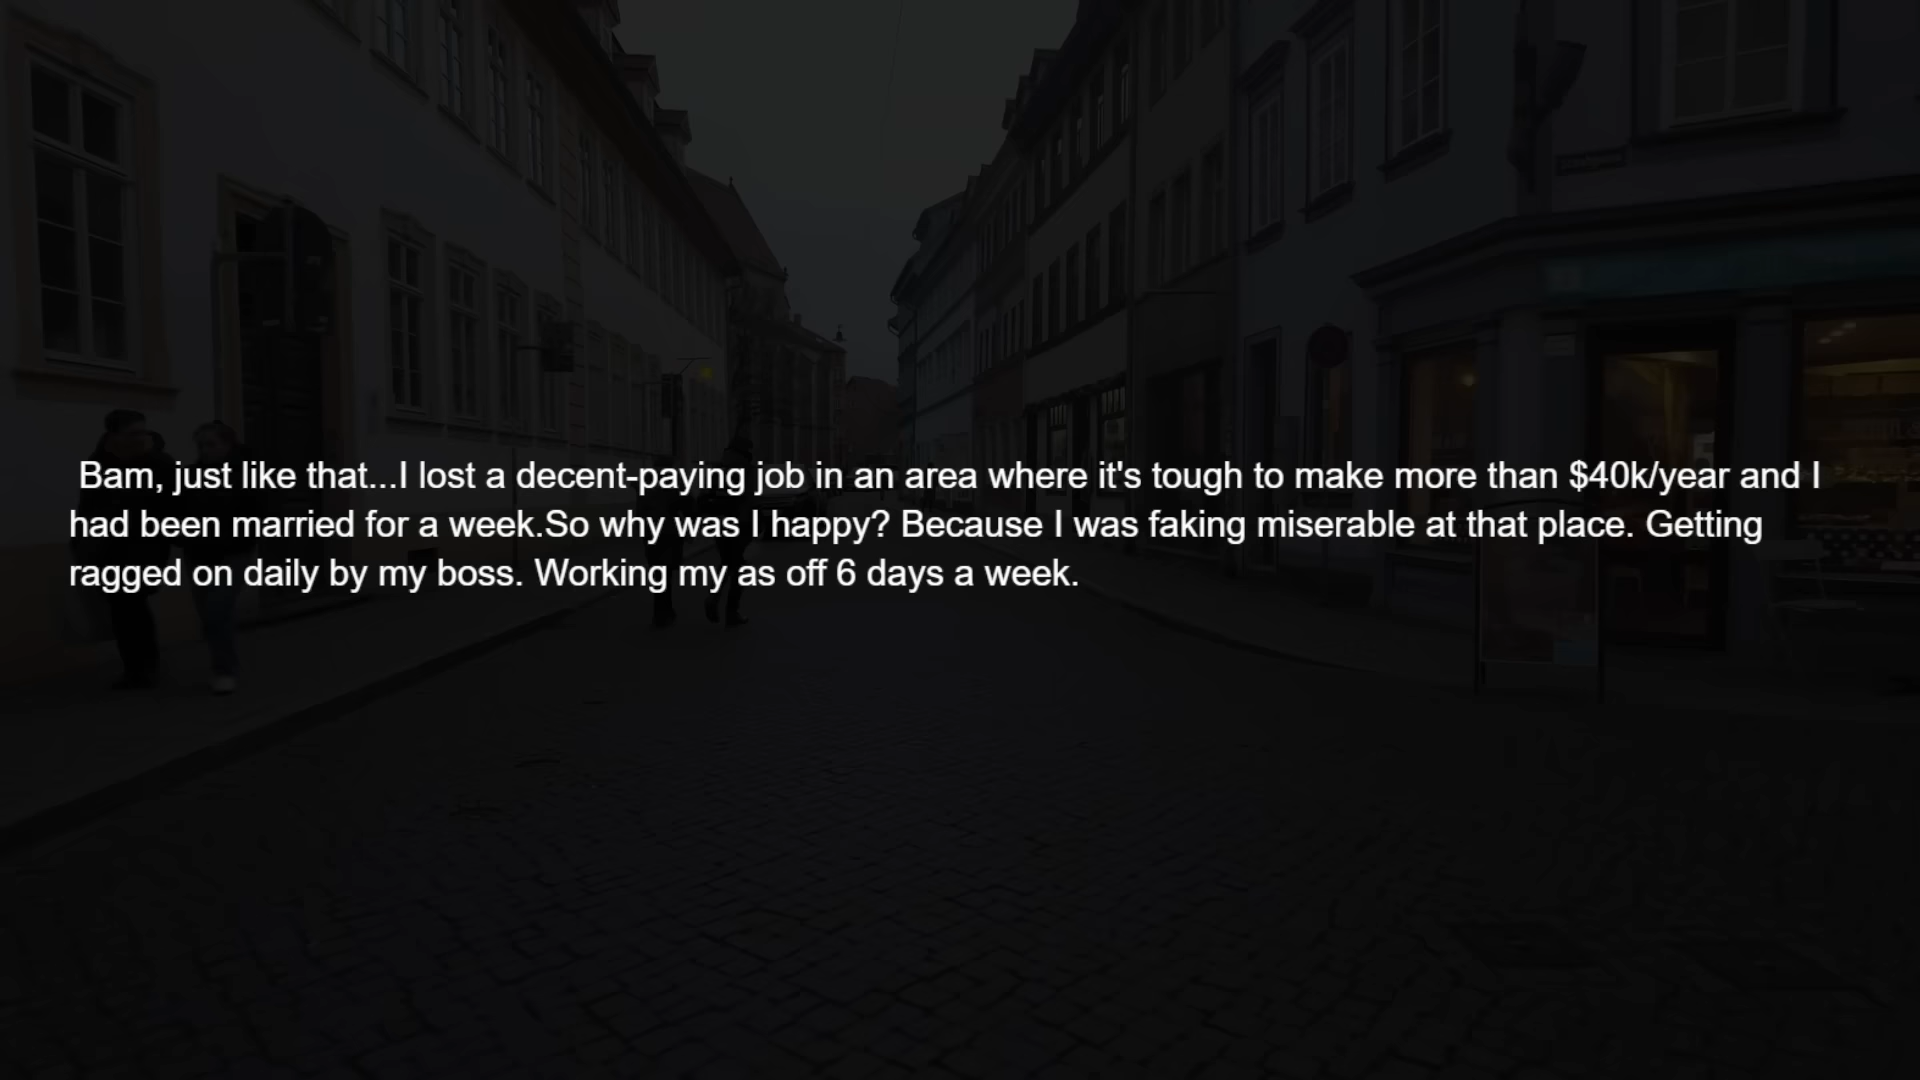 Bam, just like that...I lost a decent-paying job in an area where it's tough to make more than $40k/year and I
had been married for a week.So why was I happy? Because I was faking miserable at that place. Getting
ragged on daily by my boss. Working my as off 6 days a week.